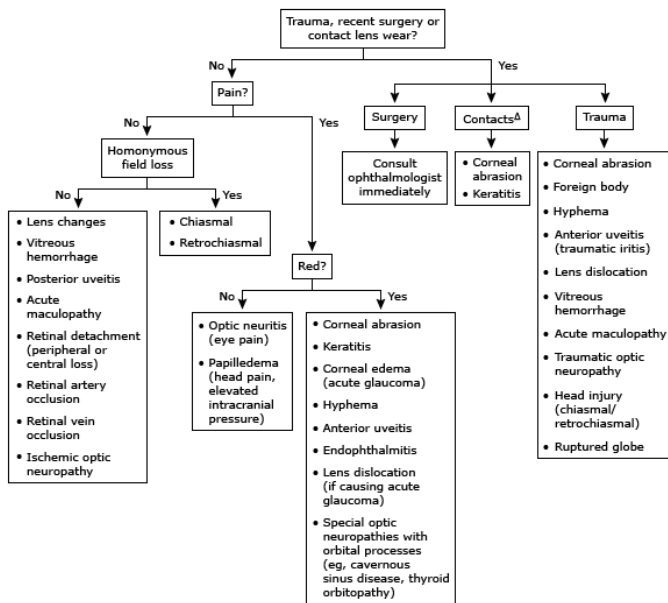 Trauma, recent surgery or
contact lens wear?
No
Yes
Pain?
Surgery
ContactsΔ
Trauma
No
Yes
Homonymous
field loss
Consult
ophthalmologist
immediately
• Corneal
abrasion
• Keratitis
• Corneal abrasion
• Foreign body
• Hyphema
• Anterior uveitis
(traumatic iritis)
• Lens dislocation
• Vitreous
hemorrhage
• Acute maculopathy
• Traumatic optic
neuropathy
• Head injury
(chiasmal/
retrochiasmal)
• Ruptured globe
No
Yes
• Lens changes
• Vitreous
hemorrhage
• Posterior uveitis
• Acute
maculopathy
• Retinal detachment
(peripheral or
central loss)
• Retinal artery
occlusion
• Retinal vein
occlusion
• Ischemic optic
neuropathy
• Chiasmal
• Retrochiasmal
Red?
No
Yes
• Optic neuritis
(eye pain)
• Papilledema
(head pain,
elevated
intracranial
pressure)
• Corneal abrasion
• Keratitis
• Corneal edema
(acute glaucoma)
• Hyphema
• Anterior uveitis
• Endophthalmitis
• Lens dislocation
(if causing acute
glaucoma)
• Special optic
neuropathies with
orbital processes
(eg, cavernous
sinus disease, thyroid
orbitopathy)